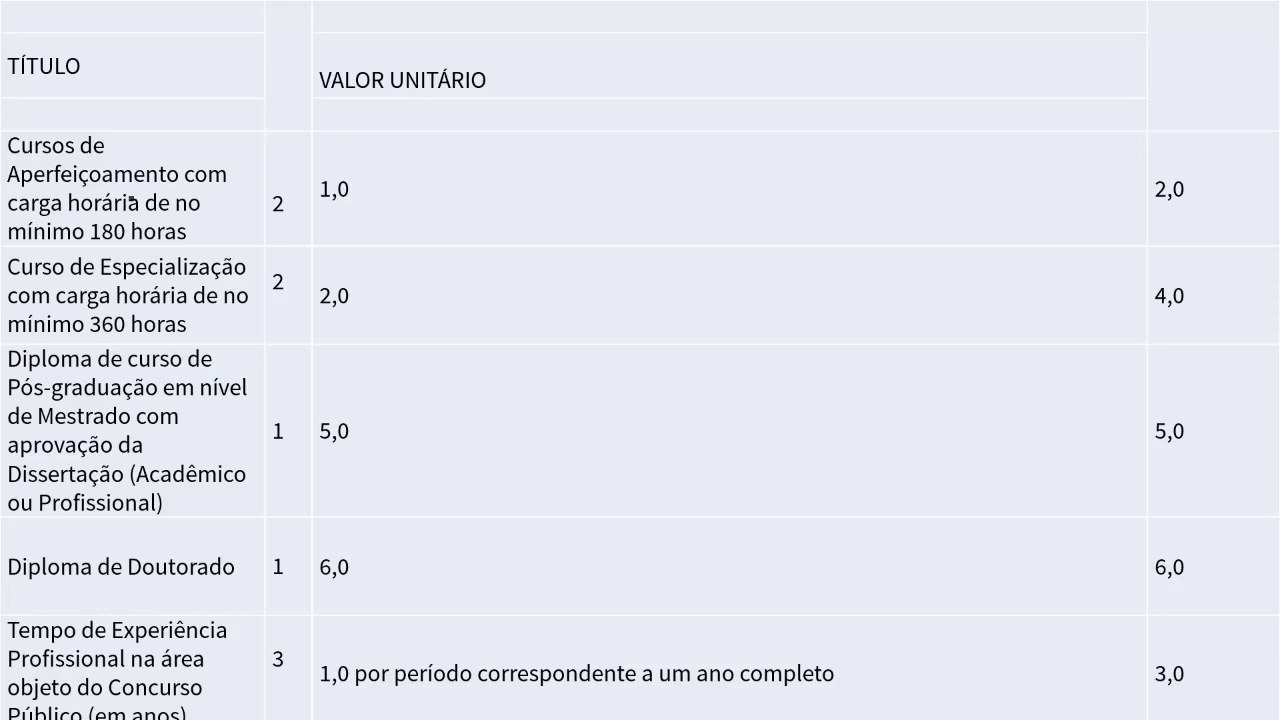 TÍTULO
VALOR UNITÁRIO
Cursos de
Aperfeiçoamento com
carga horária de no
mínimo 180 horas
2
1,0
2,0
Curso de Especialização
com carga horária de no
mínimo 360 horas
2
2,0
4,0
Diploma de curso de
Pós-graduação em nível
de Mestrado com
aprovação da
Dissertação (Acadêmico
ou Profissional)
1
5,0
5,0
Diploma de Doutorado
1
6,0
6,0
Tempo de Experiência
Profissional na área
objeto do Concurso
Público (em anos)
3
1,0 por período correspondente a um ano completo
3,0